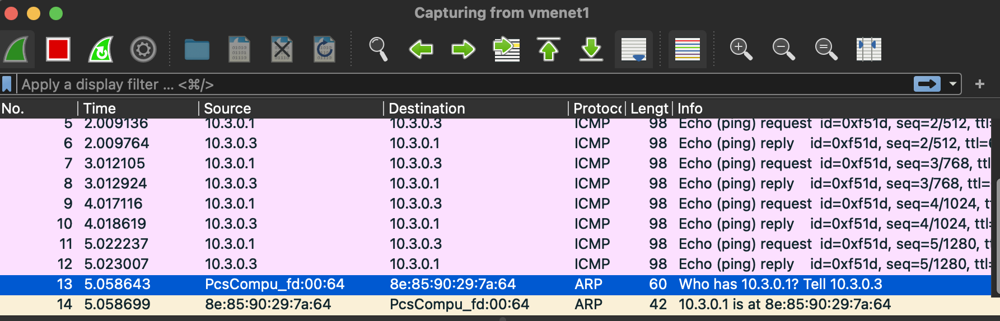 Capturing from vmenet1
Apply a display filter ... <⌘/>
No. Time Source Destination Protoco Lengt Info
5 2.009136 10.3.0.1 10.3.0.3 ICMP 98 Echo (ping) request id=0xf51d, seq=2/512, ttl=
6 2.009764 10.3.0.3 10.3.0.1 ICMP 98 Echo (ping) reply id=0xf51d, seq=2/512, ttl=6
7 3.012105 10.3.0.1 10.3.0.3 ICMP 98 Echo (ping) request id=0xf51d, seq=3/768, ttl
8 3.012924 10.3.0.3 10.3.0.1 ICMP 98 Echo (ping) reply id=0xf51d, seq=3/768, ttl=
9 4.017116 10.3.0.1 10.3.0.3 ICMP 98 Echo (ping) request id=0xf51d, seq=4/1024, t
10 4.018619 10.3.0.3 10.3.0.1 ICMP 98 Echo (ping) reply id=0xf51d, seq=4/1024, ttl=
11 5.022237 10.3.0.1 10.3.0.3 ICMP 98 Echo (ping) request id=0xf51d, seq=5/1280, t
12 5.023007 10.3.0.3 10.3.0.1 ICMP 98 Echo (ping) reply id=0xf51d, seq=5/1280, ttl=
13 5.058643 PcsCompu_fd:00:64 8e:85:90:29:7a:64 ARP 60 Who has 10.3.0.1? Tell 10.3.0.3
14 5.058699 8e:85:90:29:7a:64 PcsCompu_fd:00:64 ARP 42 10.3.0.1 is at 8e:85:90:29:7a:64